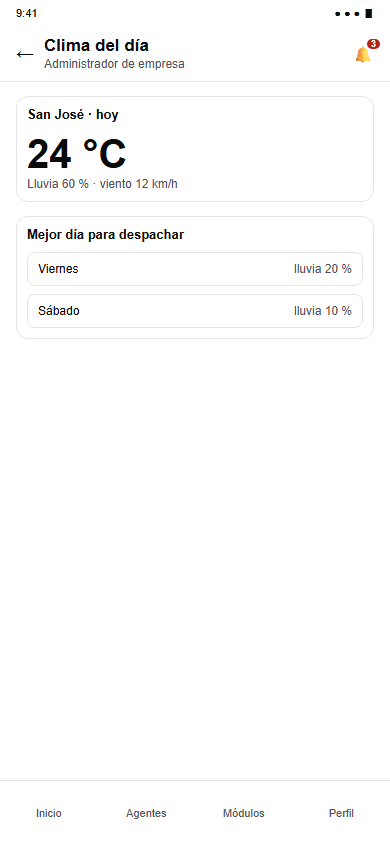 9:41
Clima del día
Administrador de empresa
3
San José · hoy
24 °C
Lluvia 60 % · viento 12 km/h
Mejor día para despachar
Viernes lluvia 20 %
Sábado lluvia 10 %
Inicio Agentes Módulos Perfil